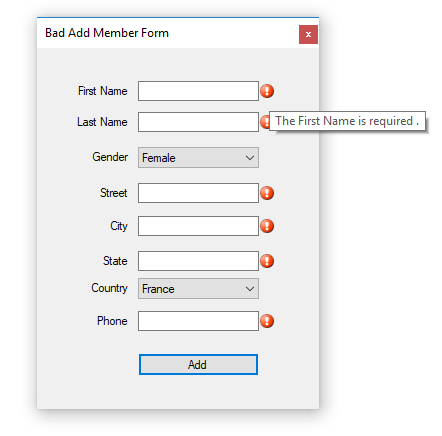 Bad Add Member Form
x
First Name
Last Name
The First Name is required .
Gender Female
Street
City
State
Country France
Phone
Add